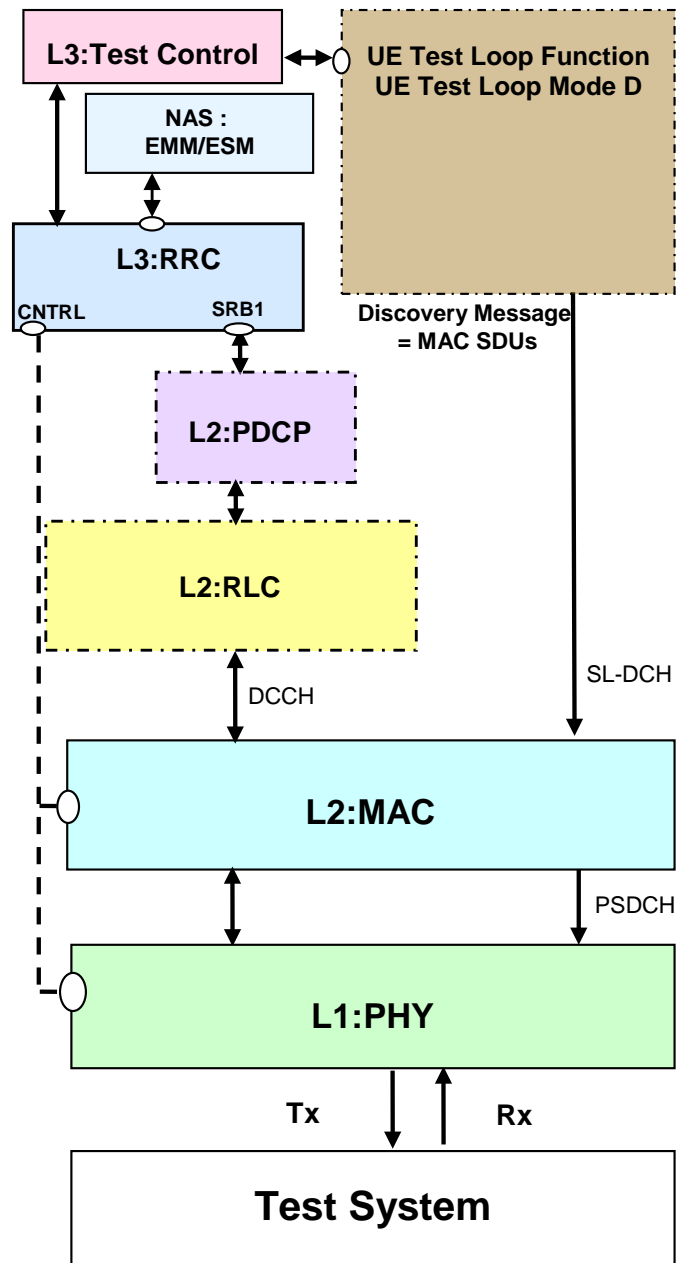 L3:Test Control
UE Test Loop Function
UE Test Loop Mode D
NAS :
EMM/ESM
L3:RRC
CNTRL
SRB1
Discovery Message
= MAC SDUs
L2:PDCP
L2:RLC
DCCH
SL-DCH
L2:MAC
PSDCH
L1:PHY
Tx
Rx
Test System